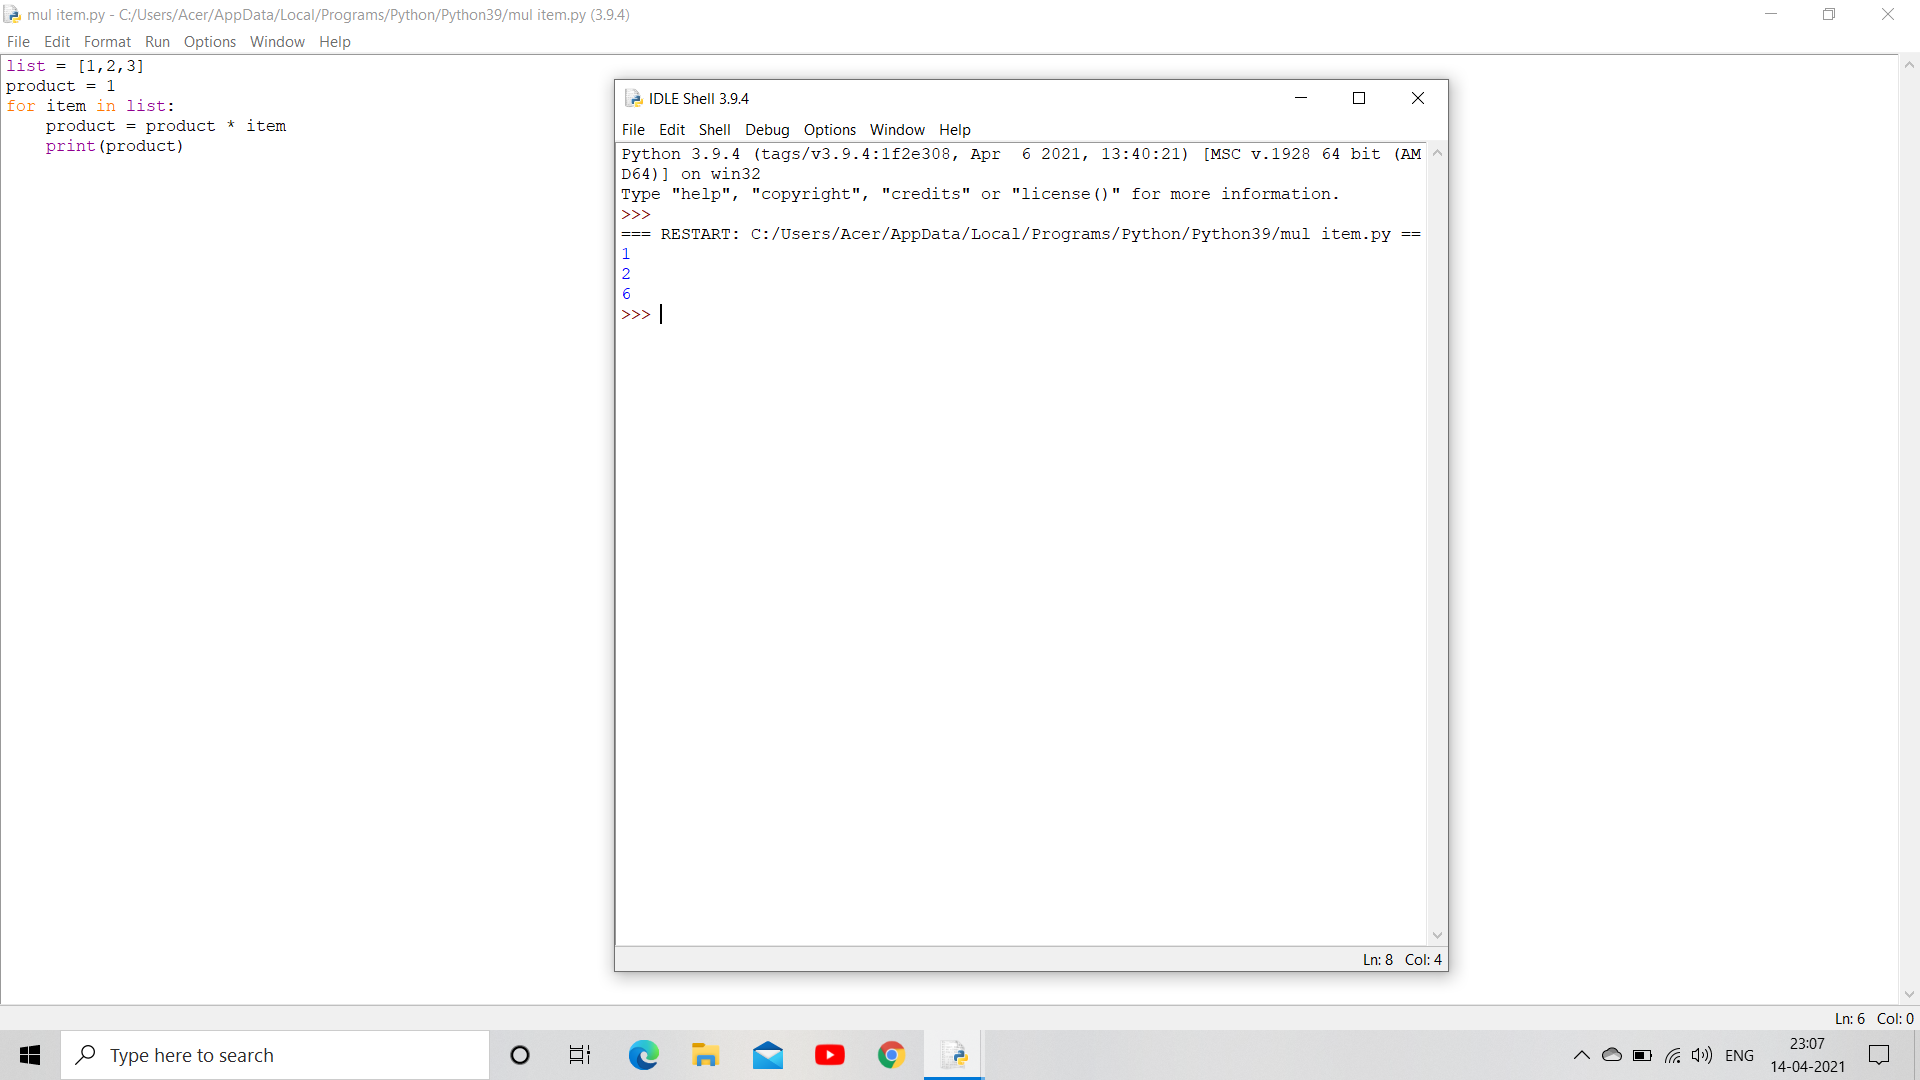 mul item.py - C:/Users/Acer/AppData/Local/Programs/Python/Python39/mul item.py (3.9.4)
File Edit Format Run Options Window Help
list = [1,2,3]
product = 1
for item in list:
    product = product * item
    print(product)
IDLE Shell 3.9.4
File Edit Shell Debug Options Window Help
Python 3.9.4 (tags/v3.9.4:1f2e308, Apr  6 2021, 13:40:21) [MSC v.1928 64 bit (AM
D64)] on win32
Type "help", "copyright", "credits" or "license()" for more information.
>>>
=== RESTART: C:/Users/Acer/AppData/Local/Programs/Python/Python39/mul item.py ==
1
2
6
>>>
Ln: 8 Col: 4
Ln: 6 Col: 0
Type here to search
ENG
23:07
14-04-2021